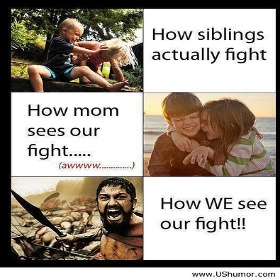 How siblings
actually fight
How mom
sees our
fight.....
(awwww..............)
How WE see
our fight!!
www.UShumor.com